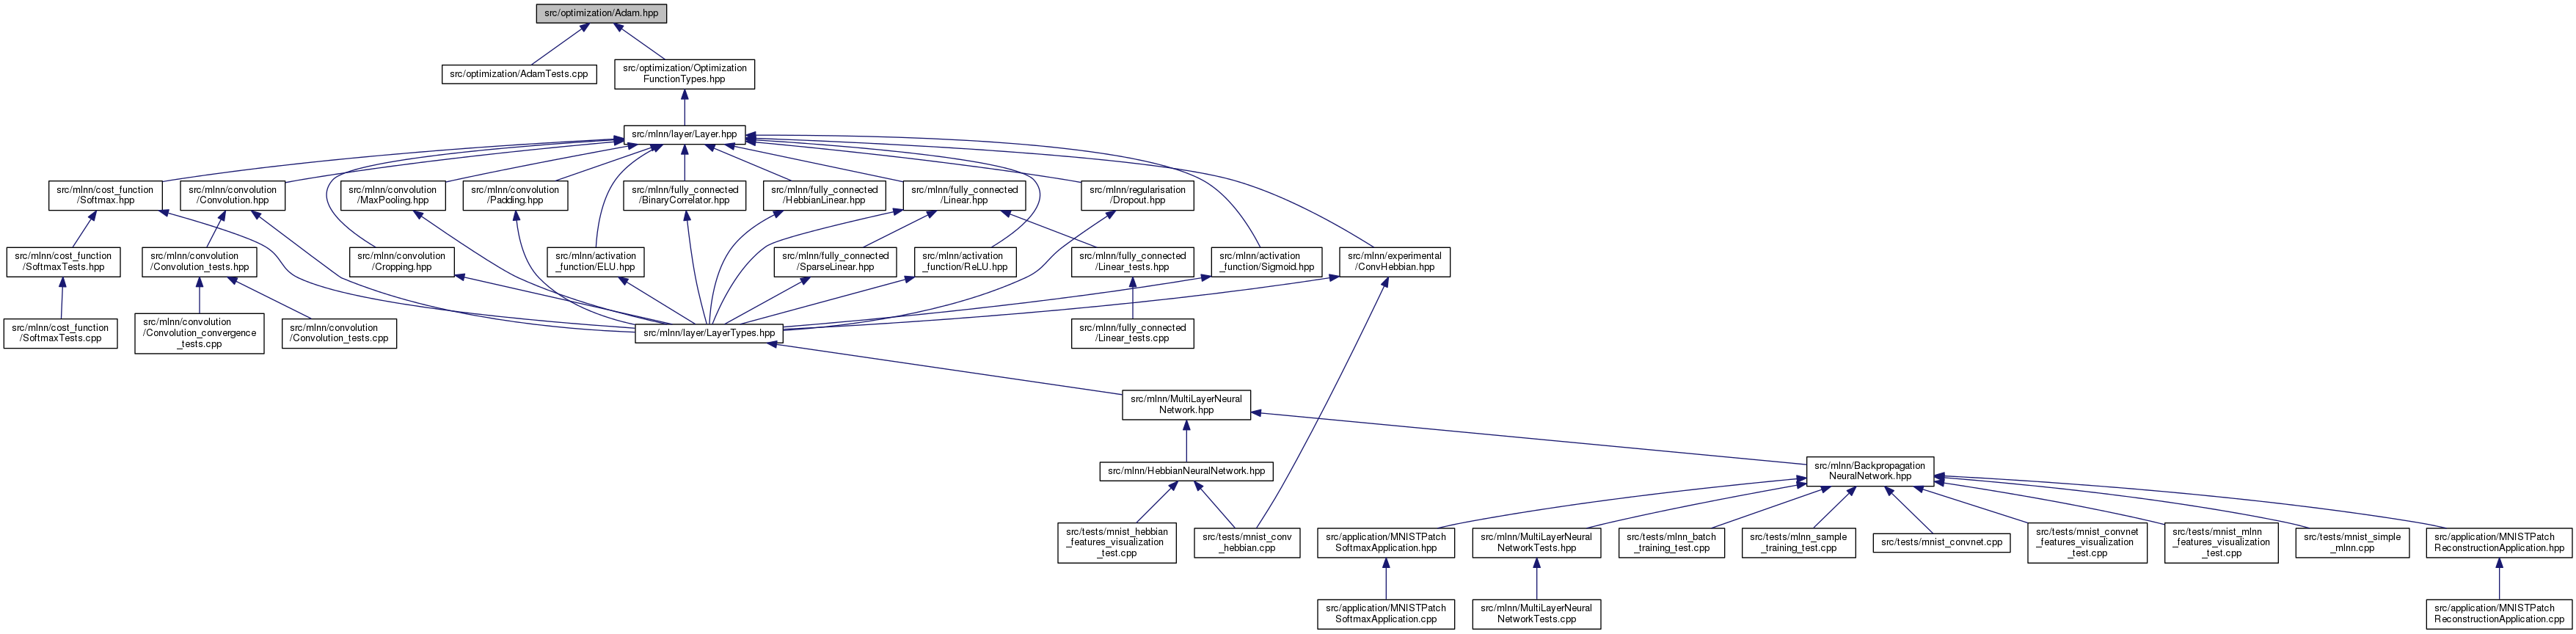 src/optimization/Adam.hpp
src/optimization/AdamTests.cpp
src/optimization/Optimization
FunctionTypes.hpp
src/mlnn/layer/Layer.hpp
src/mlnn/cost_function
/Softmax.hpp
src/mlnn/convolution
/Convolution.hpp
src/mlnn/convolution
/MaxPooling.hpp
src/mlnn/convolution
/Padding.hpp
src/mlnn/fully_connected
/BinaryCorrelator.hpp
src/mlnn/fully_connected
/HebbianLinear.hpp
src/mlnn/fully_connected
/Linear.hpp
src/mlnn/regularisation
/Dropout.hpp
src/mlnn/cost_function
/SoftmaxTests.hpp
src/mlnn/convolution
/Convolution_tests.hpp
src/mlnn/convolution
/Cropping.hpp
src/mlnn/activation
_function/ELU.hpp
src/mlnn/fully_connected
/SparseLinear.hpp
src/mlnn/activation
_function/ReLU.hpp
src/mlnn/fully_connected
/Linear_tests.hpp
src/mlnn/activation
_function/Sigmoid.hpp
src/mlnn/experimental
/ConvHebbian.hpp
src/mlnn/cost_function
/SoftmaxTests.cpp
src/mlnn/convolution
/Convolution_convergence
_tests.cpp
src/mlnn/convolution
/Convolution_tests.cpp
src/mlnn/layer/LayerTypes.hpp
src/mlnn/fully_connected
/Linear_tests.cpp
src/mlnn/MultiLayerNeural
Network.hpp
src/mlnn/HebbianNeuralNetwork.hpp
src/mlnn/Backpropagation
NeuralNetwork.hpp
src/tests/mnist_hebbian
_features_visualization
_test.cpp
src/tests/mnist_conv
_hebbian.cpp
src/application/MNISTPatch
SoftmaxApplication.hpp
src/mlnn/MultiLayerNeural
NetworkTests.hpp
src/tests/mlnn_batch
_training_test.cpp
src/tests/mlnn_sample
_training_test.cpp
src/tests/mnist_convnet.cpp
src/tests/mnist_convnet
_features_visualization
_test.cpp
src/tests/mnist_mlnn
_features_visualization
_test.cpp
src/tests/mnist_simple
_mlnn.cpp
src/application/MNISTPatch
ReconstructionApplication.hpp
src/application/MNISTPatch
SoftmaxApplication.cpp
src/mlnn/MultiLayerNeural
NetworkTests.cpp
src/application/MNISTPatch
ReconstructionApplication.cpp